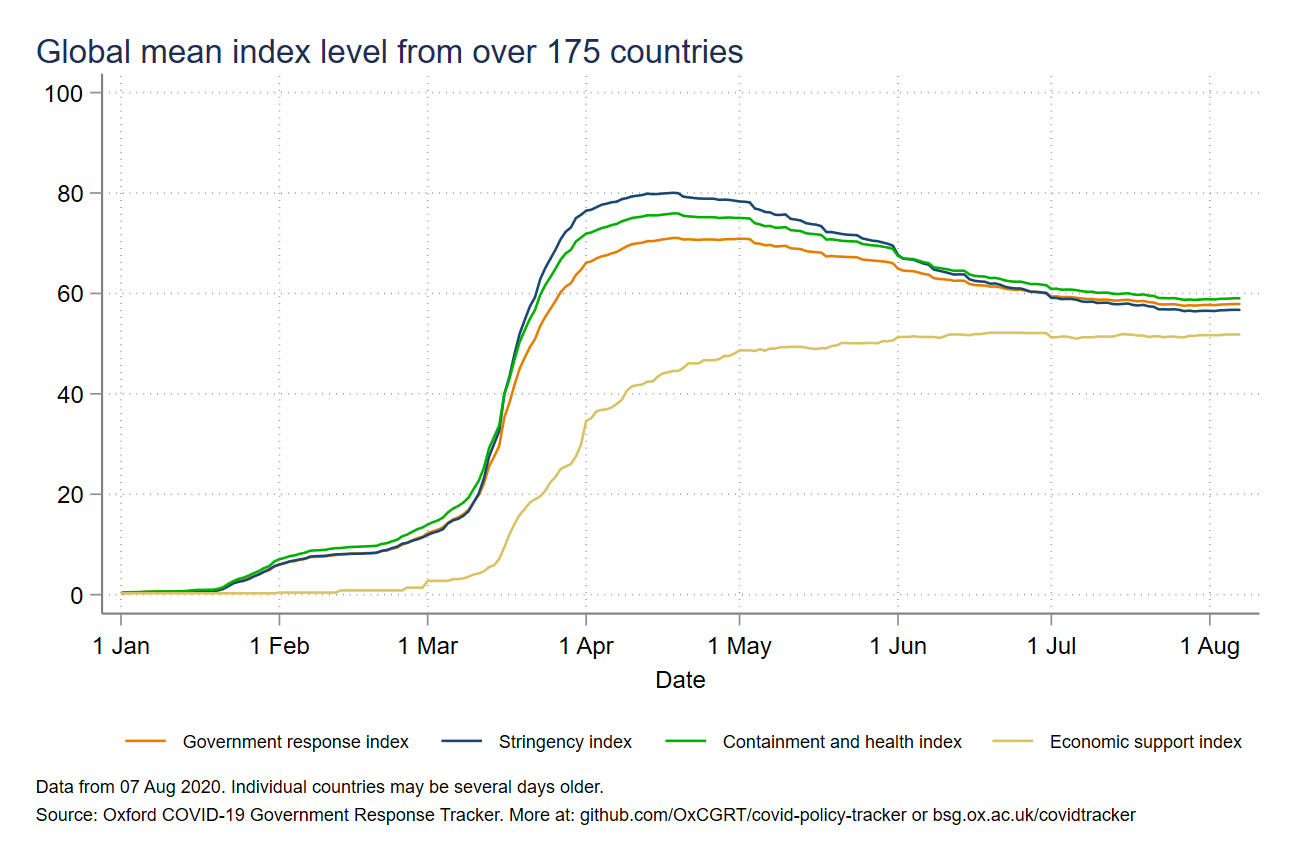 Global mean index level from over 175 countries
100
80
60
40
20
0
1 Jan 1 Feb 1 Mar 1 Apr 1 May 1 Jun 1 Jul 1 Aug
Date
Government response index Stringency index Containment and health index Economic support index
Data from 07 Aug 2020. Individual countries may be several days older.
Source: Oxford COVID-19 Government Response Tracker. More at: github.com/OxCGRT/covid-policy-tracker or bsg.ox.ac.uk/covidtracker